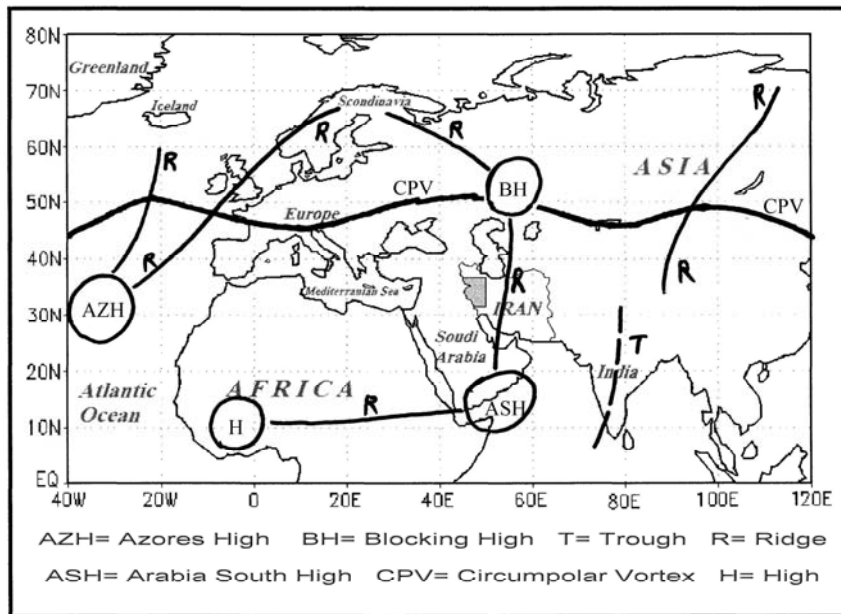 80N
Greenland
70N
Iceland
Scandinavia
R
R
R
R
60N
ASIA
BH
50N
CPV
CPV
Europe
40N
R
R
R
AZH
Mediterranean Sea
IRAN
30N
Saudi
Arabia
T
20N
India
Atlantic
Ocean
AFRICA
R
ASH
H
10N
EQ
40W 20W 0 20E 40E 60E 80E 100E 120E
AZH= Azores High BH= Blocking High T= Trough R= Ridge
ASH= Arabia South High CPV= Circumpolar Vortex H= High